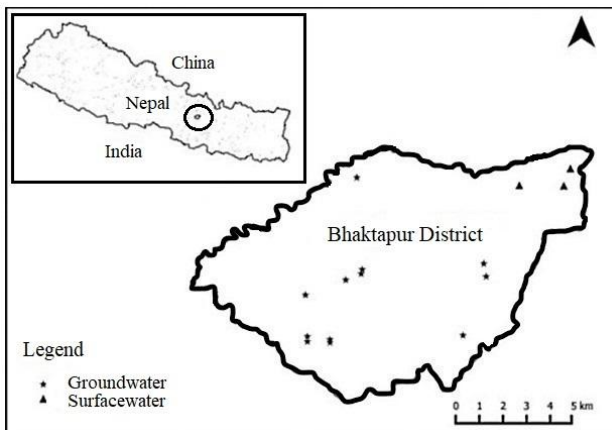 China
Nepal
India
Bhaktapur District
Legend
Groundwater
Surfacewater
0 1 2 3 4 5 km